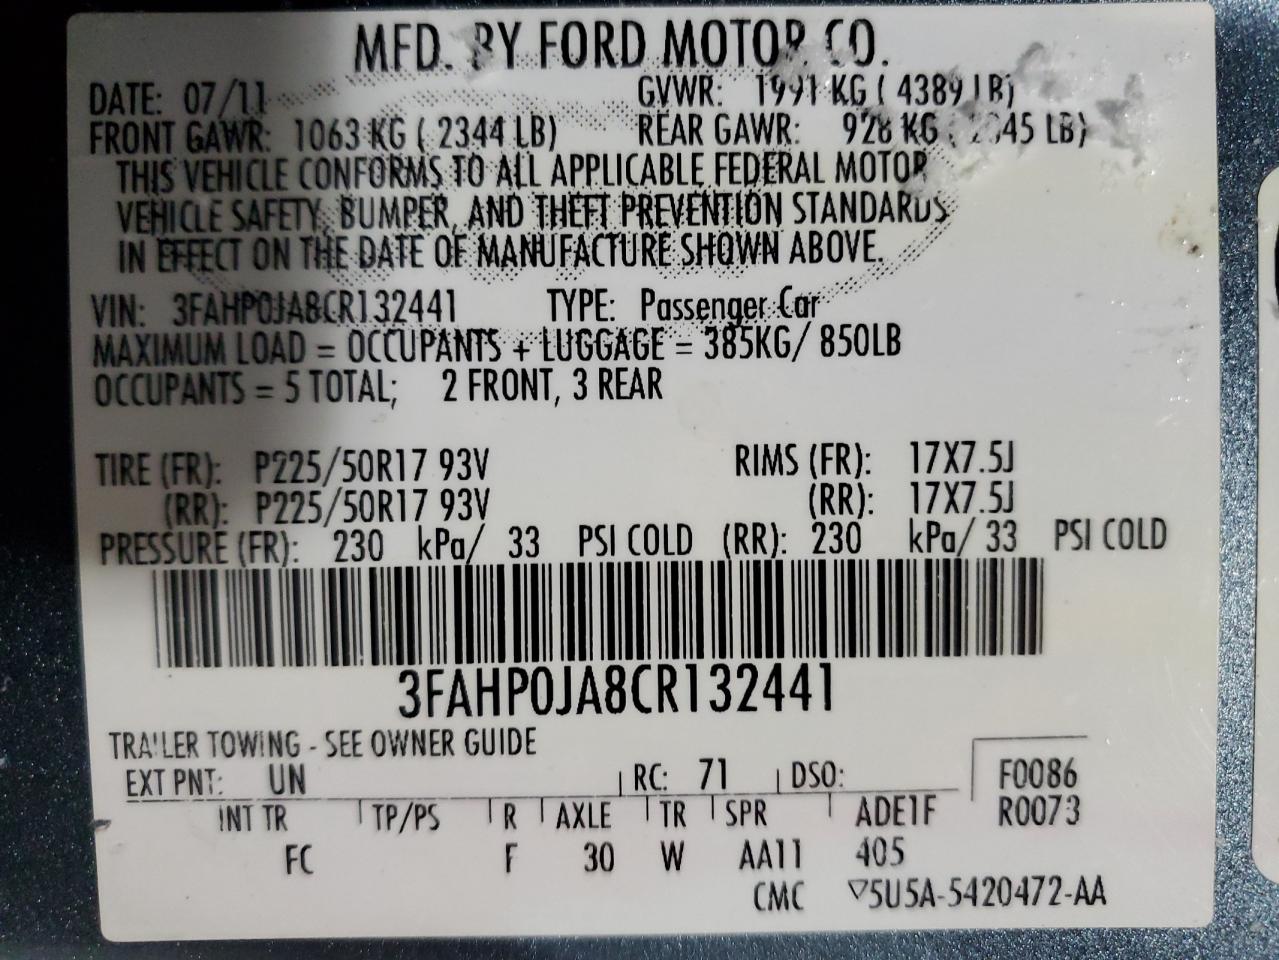 MFD. BY FORD MOTOR CO.
DATE: 07/11 GVWR: 1991 KG ( 4389 LB)
FRONT GAWR: 1063 KG ( 2344 LB) REAR GAWR: 928 KG ( 2045 LB)
THIS VEHICLE CONFORMS TO ALL APPLICABLE FEDERAL MOTOR
VEHICLE SAFETY, BUMPER, AND THEFT PREVENTION STANDARDS
IN EFFECT ON THE DATE OF MANUFACTURE SHOWN ABOVE.
VIN: 3FAHP0JA8CR132441 TYPE: Passenger Car
MAXIMUM LOAD = OCCUPANTS + LUGGAGE = 385KG/ 850LB
OCCUPANTS = 5 TOTAL; 2 FRONT, 3 REAR
TIRE (FR): P225/50R17 93V RIMS (FR): 17X7.5J
(RR): P225/50R17 93V (RR): 17X7.5J
PRESSURE (FR): 230 kPa/ 33 PSI COLD (RR): 230 kPa/ 33 PSI COLD
3FAHP0JA8CR132441
TRAILER TOWING - SEE OWNER GUIDE
EXT PNT: UN RC: 71 DSO: F0086
INT TR TP/PS R AXLE TR SPR ADE1F R0073
FC F 30 W AA11 405
CMC ▽5U5A-5420472-AA